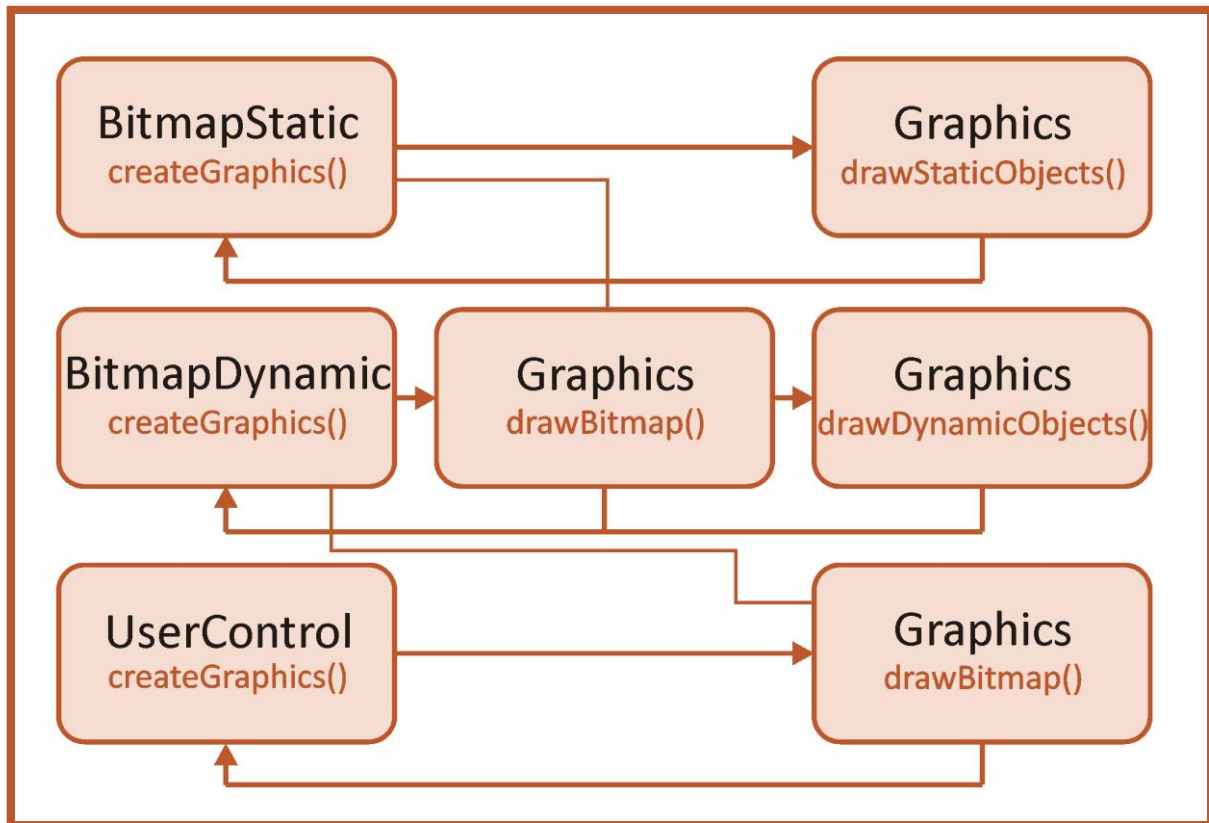 BitmapStatic
createGraphics()
Graphics
drawStaticObjects()
BitmapDynamic
createGraphics()
Graphics
drawBitmap()
Graphics
drawDynamicObjects()
UserControl
createGraphics()
Graphics
drawBitmap()